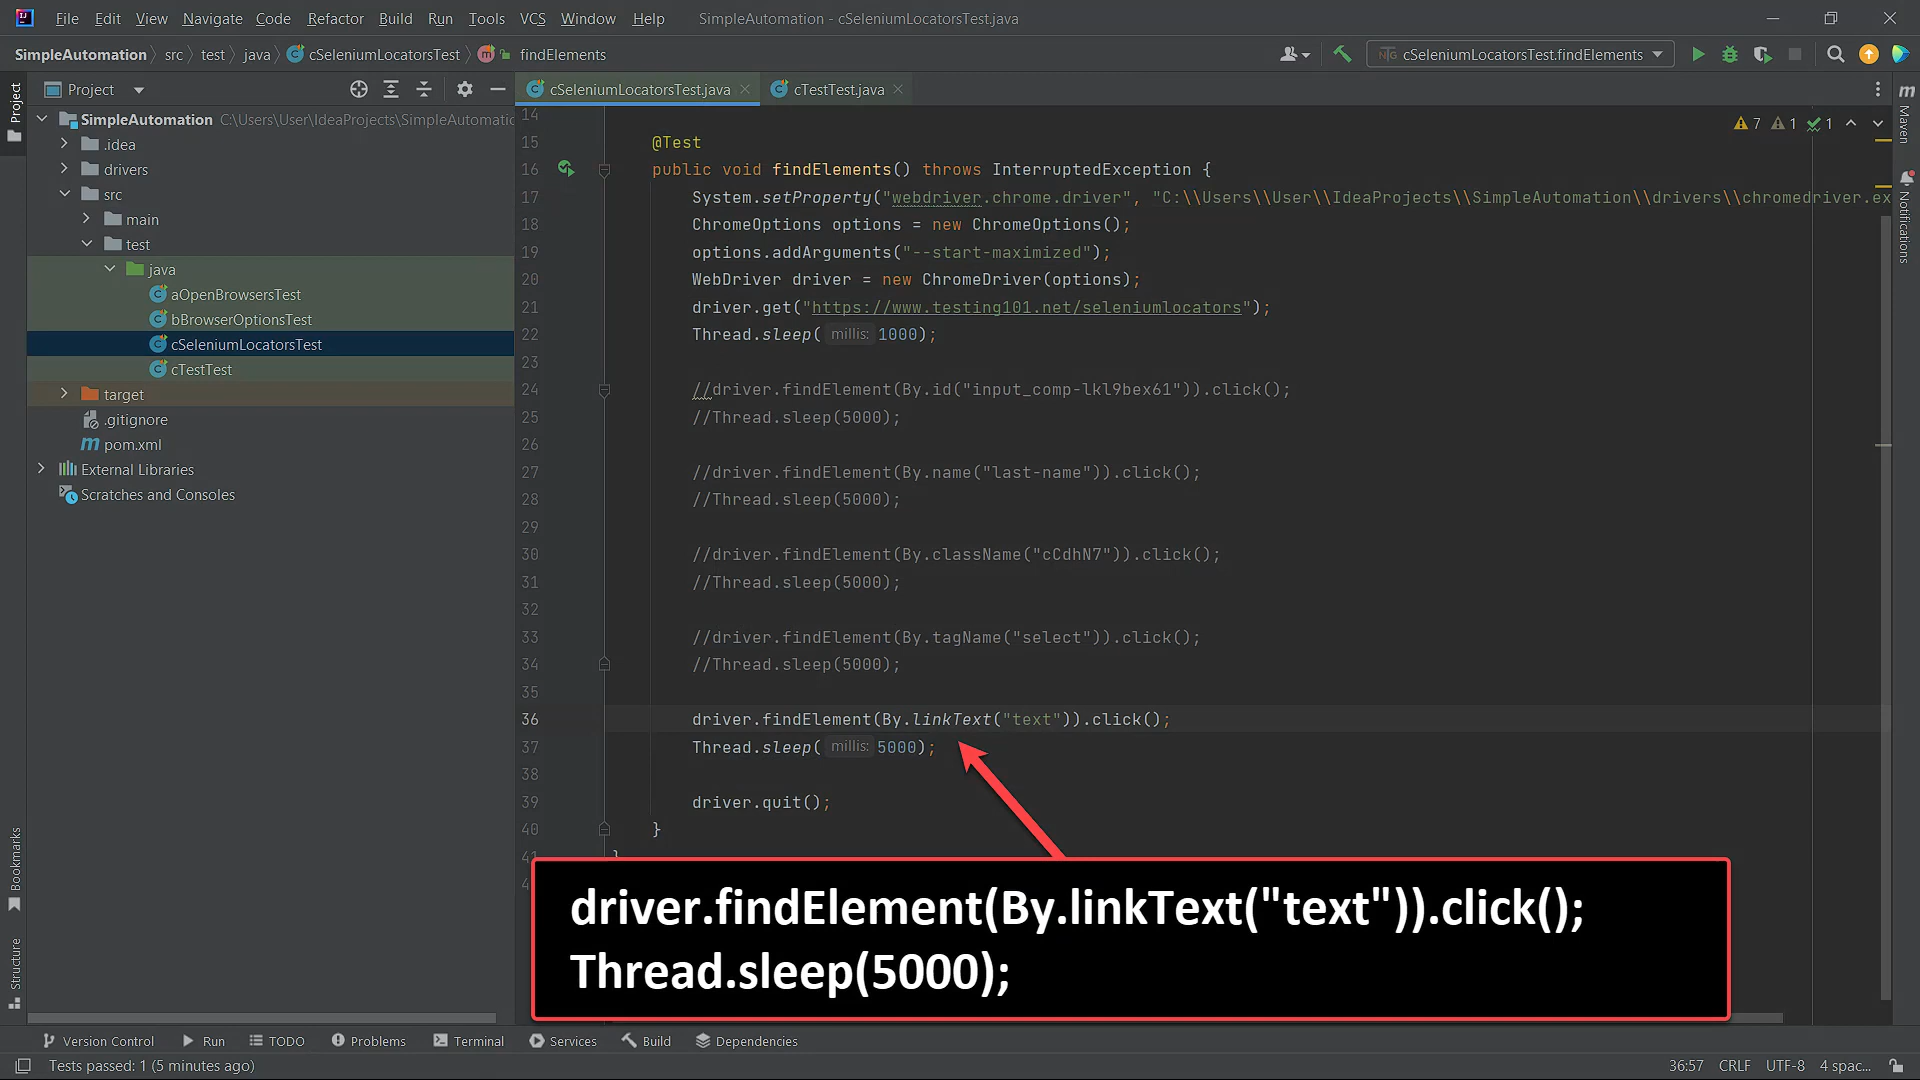 File Edit View Navigate Code Refactor Build Run Tools VCS Window Help SimpleAutomation - cSeleniumLocatorsTest.java
SimpleAutomation src test java cSeleniumLocatorsTest findElements cSeleniumLocatorsTest.findElements
Project
cSeleniumLocatorsTest.java cTestTest.java
SimpleAutomation C:\Users\User\IdeaProjects\SimpleAutomatic
.idea
drivers
src
main
test
java
aOpenBrowsersTest
bBrowserOptionsTest
cSeleniumLocatorsTest
cTestTest
target
.gitignore
m pom.xml
External Libraries
Scratches and Consoles
Project
Bookmarks
Structure
7 1 1
14
15 @Test
16 public void findElements() throws InterruptedException {
17 System.setProperty("webdriver.chrome.driver", "C:\\Users\\User\\IdeaProjects\\SimpleAutomation\\drivers\\chromedriver.ex
18 ChromeOptions options = new ChromeOptions();
19 options.addArguments("--start-maximized");
20 WebDriver driver = new ChromeDriver(options);
21 driver.get("https://www.testing101.net/seleniumlocators");
22 Thread.sleep( millis: 1000);
23
24 //driver.findElement(By.id("input_comp-lkl9bex61")).click();
25 //Thread.sleep(5000);
26
27 //driver.findElement(By.name("last-name")).click();
28 //Thread.sleep(5000);
29
30 //driver.findElement(By.className("cCdhN7")).click();
31 //Thread.sleep(5000);
32
33 //driver.findElement(By.tagName("select")).click();
34 //Thread.sleep(5000);
35
36 driver.findElement(By.linkText("text")).click();
37 Thread.sleep( millis: 5000);
38
39 driver.quit();
40 }
41 }
driver.findElement(By.linkText("text")).click();
Thread.sleep(5000);
m Maven
Notifications
Version Control Run TODO Problems Terminal Services Build Dependencies
Tests passed: 1 (5 minutes ago) 36:57 CRLF UTF-8 4 spac...